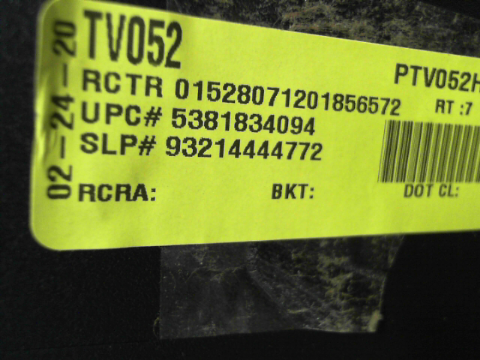 02-24-20
TV052
PTV052H
RCTR 01528071201856572
RT :7
UPC# 5381834094
SLP# 93214444772
RCRA: BKT: DOT CL: